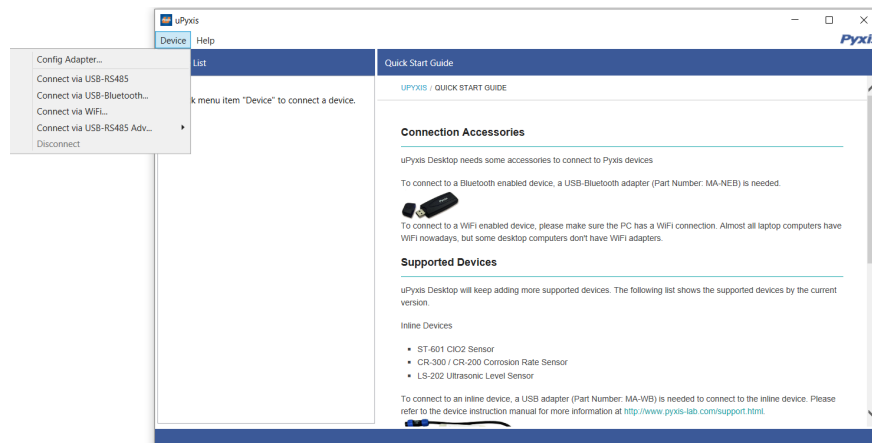 uPyxis
Device Help
Config Adapter...
Connect via USB-RS485
Connect via USB-Bluetooth...
Connect via WiFi...
Connect via USB-RS485 Adv...
Disconnect
List
menu item "Device" to connect a device.
Quick Start Guide
UPYXIS / QUICK START GUIDE
Connection Accessories
uPyxis Desktop needs some accessories to connect to Pyxis devices
To connect to a Bluetooth enabled device, a USB-Bluetooth adapter (Part Number: MA-NEB) is needed.
To connect to a WiFi enabled device, please make sure the PC has a WiFi connection. Almost all laptop computers have
WiFi nowadays, but some desktop computers don't have WiFi adapters.
Supported Devices
uPyxis Desktop will keep adding more supported devices. The following list shows the supported devices by the current
version.
Inline Devices
ST-601 ClO2 Sensor
CR-300 / CR-200 Corrosion Rate Sensor
LS-202 Ultrasonic Level Sensor
To connect to an inline device, a USB adapter (Part Number: MA-WB) is needed to connect to the inline device. Please
refer to the device instruction manual for more information at http://www.pyxis-lab.com/support.html.